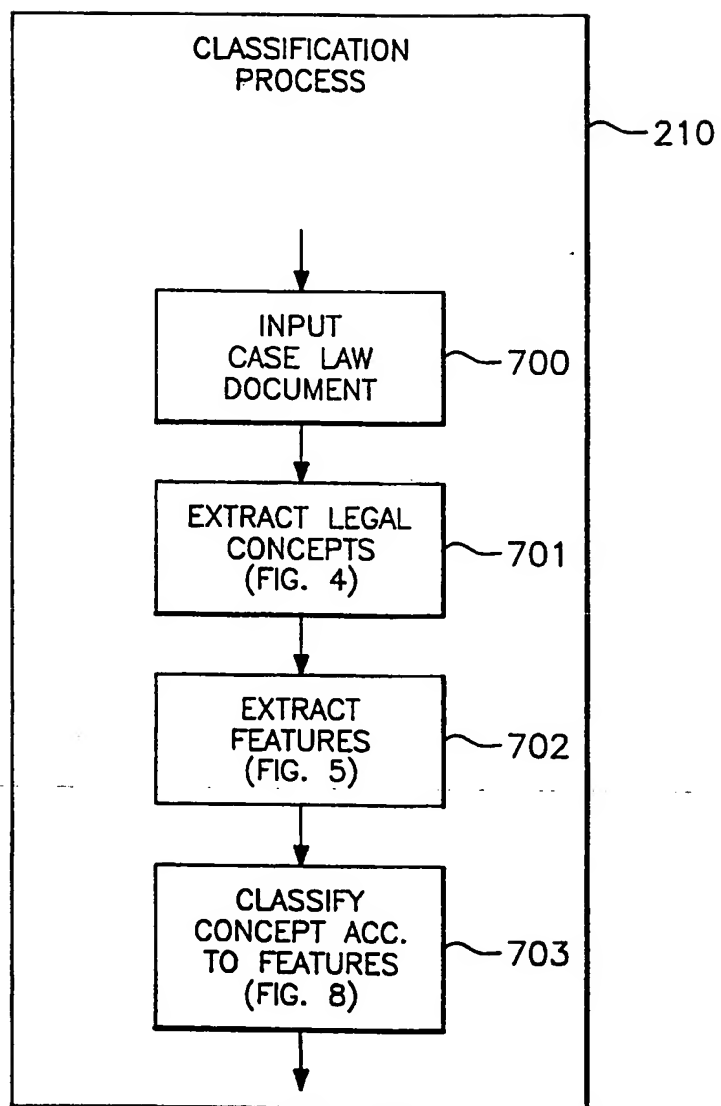 CLASSIFICATION
PROCESS
210
INPUT
CASE LAW
DOCUMENT
700
EXTRACT LEGAL
CONCEPTS
(FIG. 4)
701
EXTRACT
FEATURES
(FIG. 5)
702
CLASSIFY
CONCEPT ACC.
TO FEATURES
(FIG. 8)
703